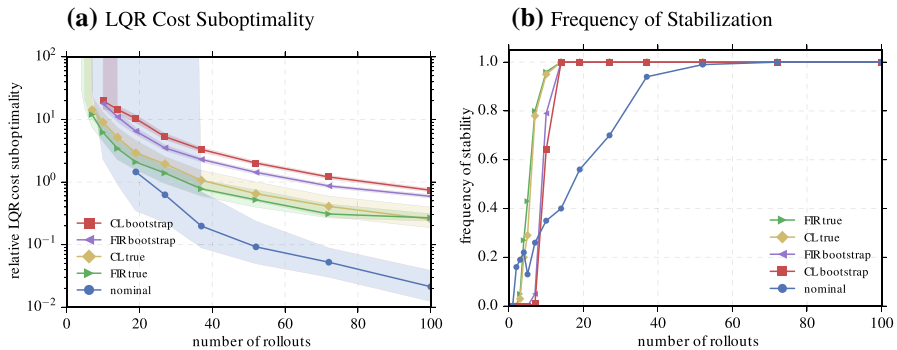 (a) LQR Cost Suboptimality
relative LQR cost suboptimality
10²
10¹
10⁰
10⁻¹
10⁻²
CL bootstrap
FIR bootstrap
CL true
FIR true
nominal
0 20 40 60 80 100
number of rollouts
(b) Frequency of Stabilization
frequency of stability
1.0
0.8
0.6
0.4
0.2
0.0
FIR true
CL true
FIR bootstrap
CL bootstrap
nominal
0 20 40 60 80 100
number of rollouts